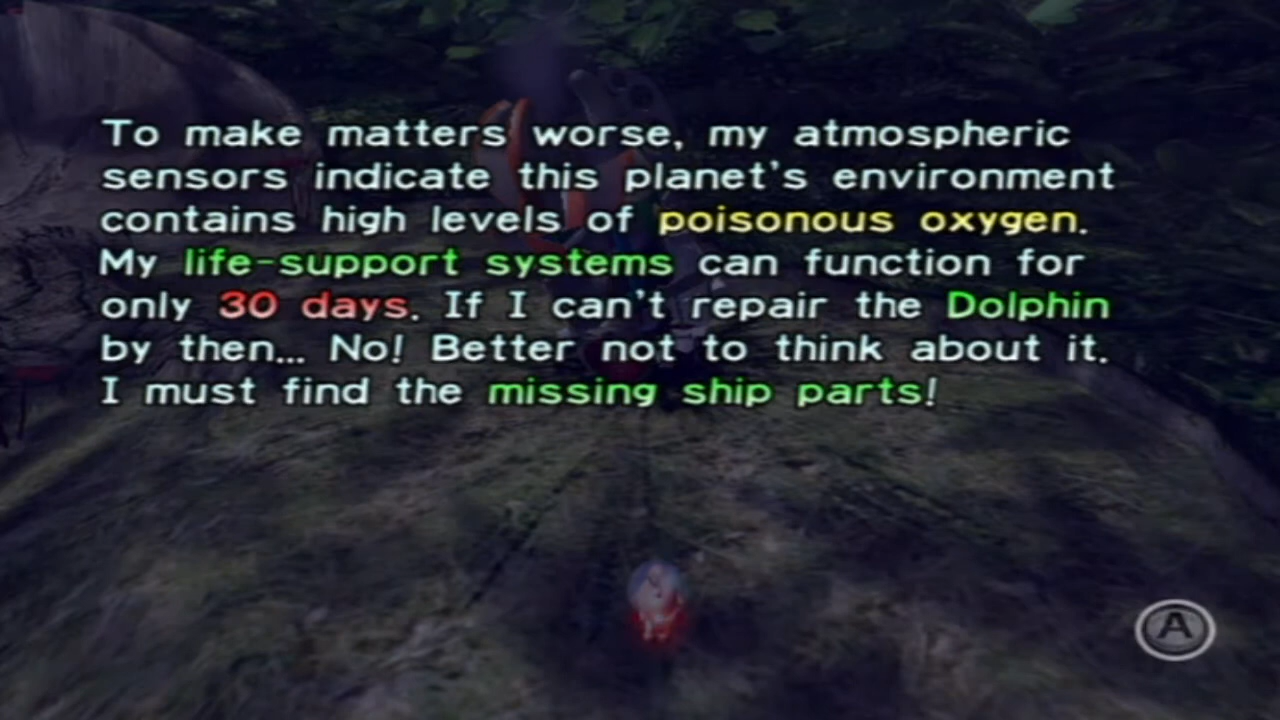 To make matters worse, my atmospheric
sensors indicate this planet's environment
contains high levels of poisonous oxygen.
My life-support systems can function for
only 30 days. If I can't repair the Dolphin
by then... No! Better not to think about it.
I must find the missing ship parts!
A